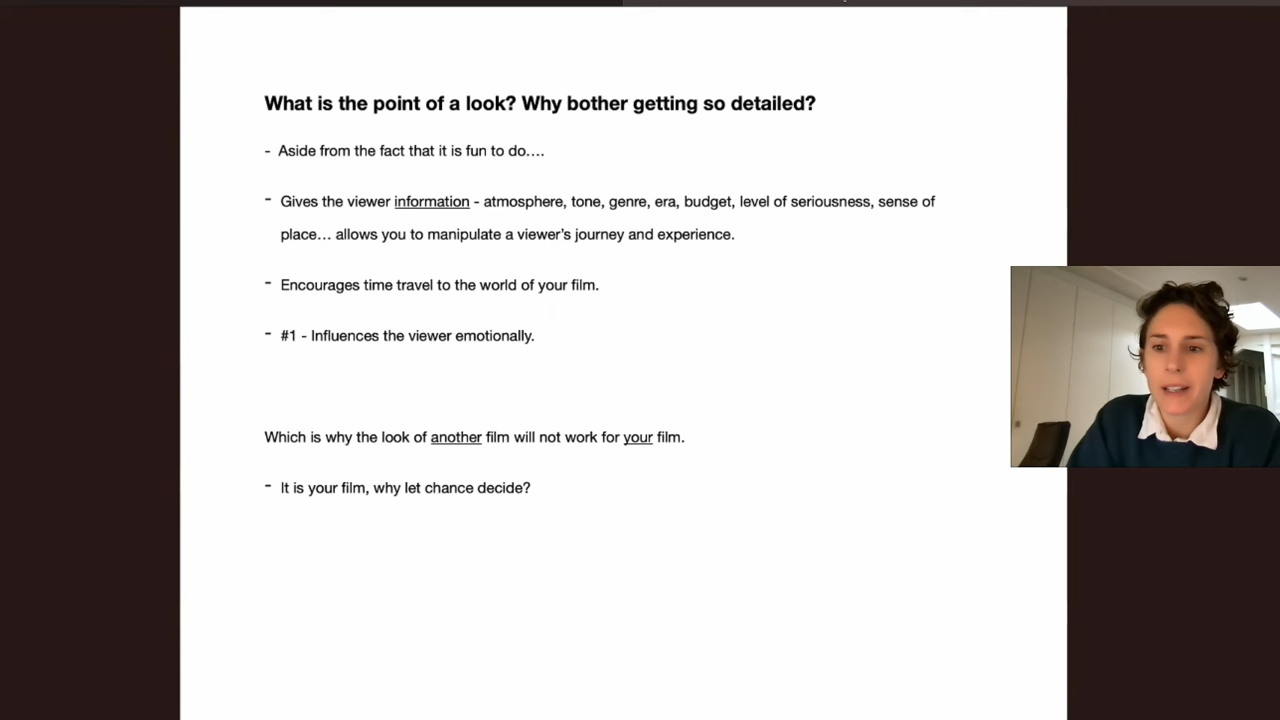 What is the point of a look? Why bother getting so detailed?
- Aside from the fact that it is fun to do....
- Gives the viewer information - atmosphere, tone, genre, era, budget, level of seriousness, sense of
place... allows you to manipulate a viewer's journey and experience.
- Encourages time travel to the world of your film.
- #1 - Influences the viewer emotionally.
Which is why the look of another film will not work for your film.
- It is your film, why let chance decide?